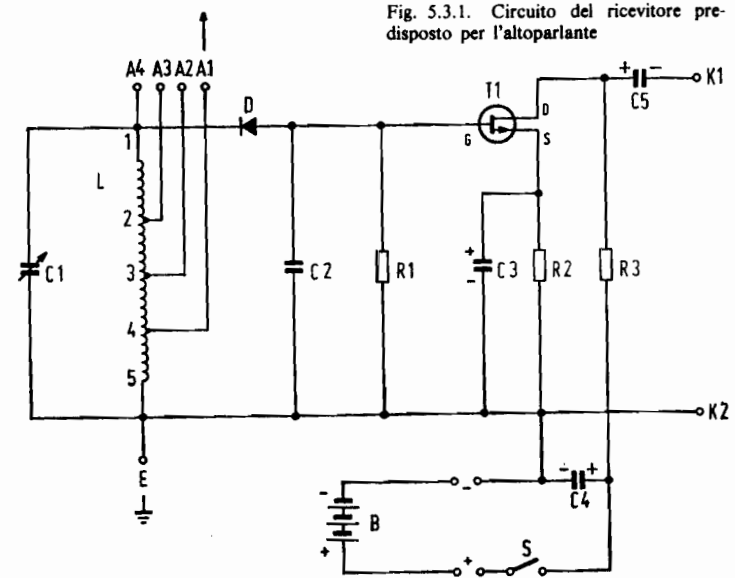 Fig. 5.3.1. Circuito del ricevitore pre-
disposto per l'altoparlante
A4 A3 A2 A1
D
T1
D
G
S
+ -
C5
K1
1
L
2
3
4
5
C1
C2
R1
+
-
C3
R2
R3
K2
E
-
+
B
-
- +
C4
+
S